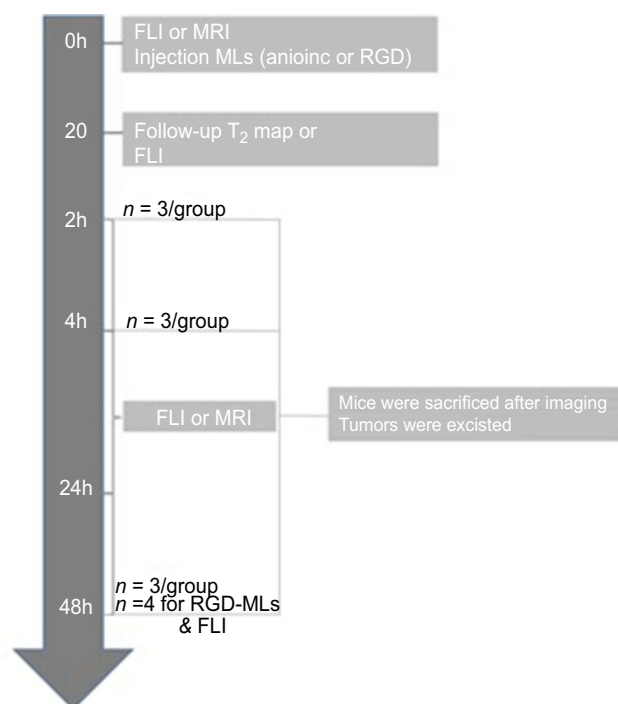 0h
FLI or MRI
Injection MLs (anioinc or RGD)
20
Follow-up T₂ map or
FLI
2h
n = 3/group
4h
n = 3/group
FLI or MRI
Mice were sacrificed after imaging
Tumors were excisted
24h
n = 3/group
48h
n =4 for RGD-MLs
& FLI